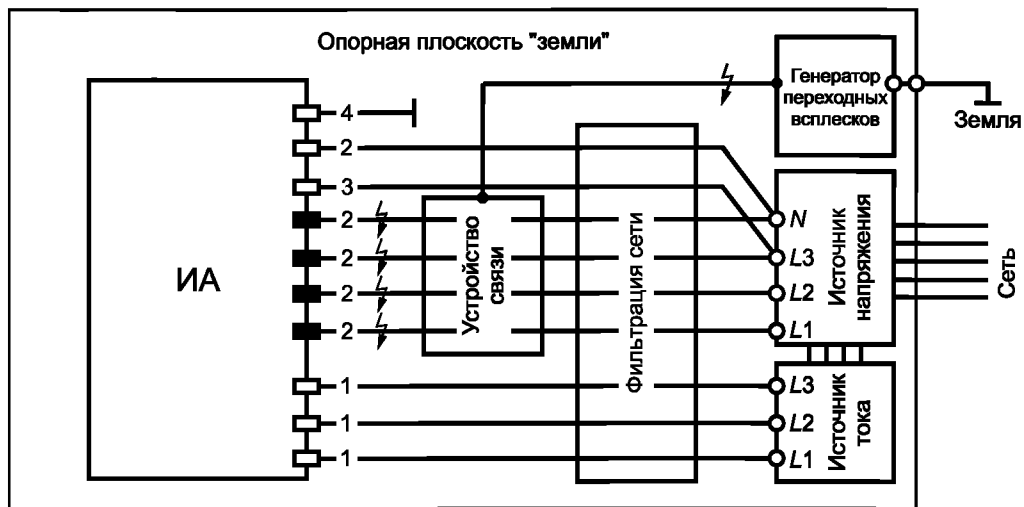 Опорная плоскость "земли"
Генератор
переходных
всплесков
Земля
ИА
4
2
3
2
2
2
2
1
1
1
Устройство
связи
Фильтрация сети
N
L3
L2
L1
Источник
напряжения
Сеть
L3
L2
L1
Источник
тока